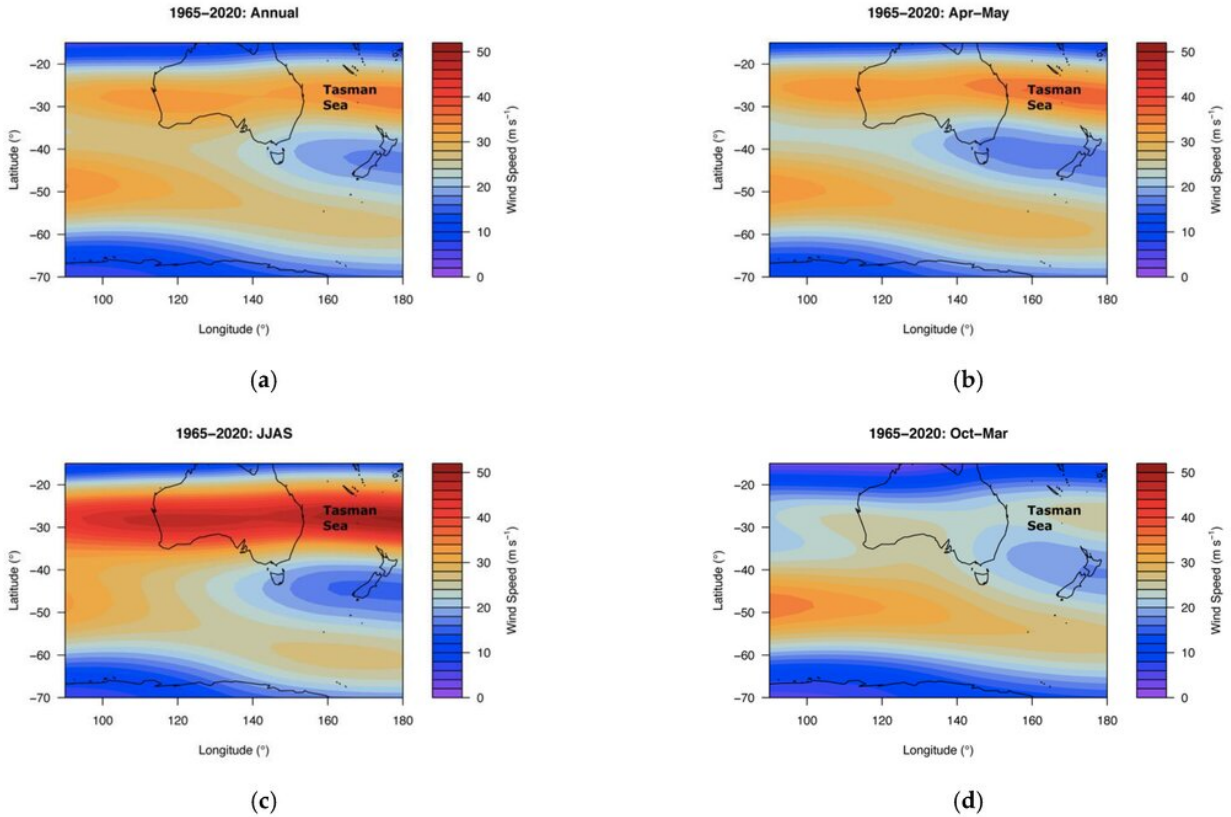 1965−2020: Annual
−20
−30
−40
−50
−60
−70
Latitude (°)
Tasman
Sea
100
120
140
160
180
Longitude (°)
50
40
30
20
10
0
Wind Speed (m s⁻¹)
(a)
1965−2020: Apr−May
−20
−30
−40
−50
−60
−70
Latitude (°)
Tasman
Sea
100
120
140
160
180
Longitude (°)
50
40
30
20
10
0
Wind Speed (m s⁻¹)
(b)
1965−2020: JJAS
−20
−30
−40
−50
−60
−70
Latitude (°)
Tasman
Sea
100
120
140
160
180
Longitude (°)
50
40
30
20
10
0
Wind Speed (m s⁻¹)
(c)
1965−2020: Oct−Mar
−20
−30
−40
−50
−60
−70
Latitude (°)
Tasman
Sea
100
120
140
160
180
Longitude (°)
50
40
30
20
10
0
Wind Speed (m s⁻¹)
(d)